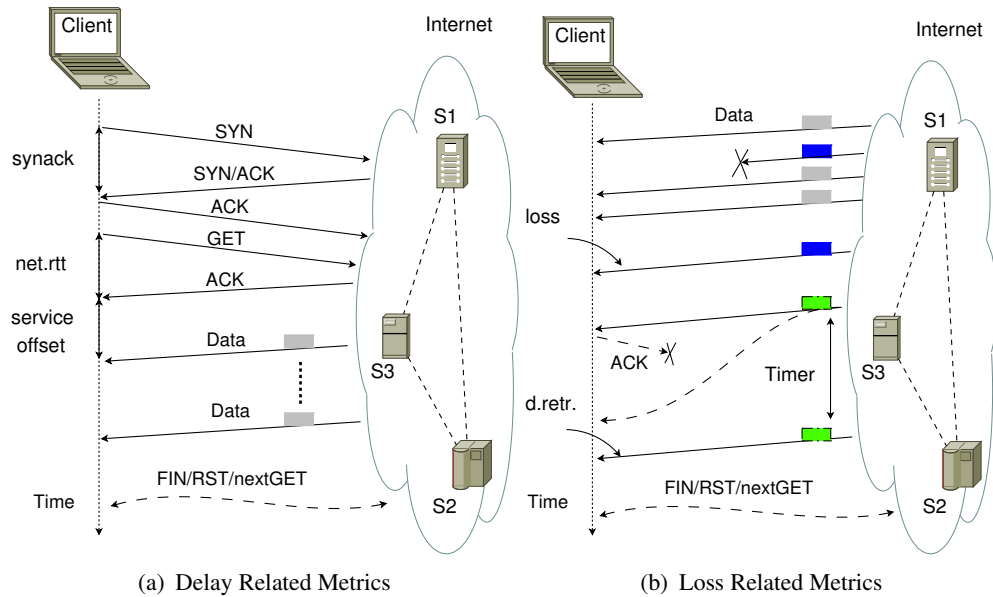 Client
Internet
S1
SYN
synack
SYN/ACK
ACK
GET
net.rtt
ACK
service
offset
Data
S3
Data
FIN/RST/nextGET
Time
S2
(a) Delay Related Metrics
Client
Internet
Data
S1
loss
ACK
Timer
S3
d.retr.
FIN/RST/nextGET
Time
S2
(b) Loss Related Metrics